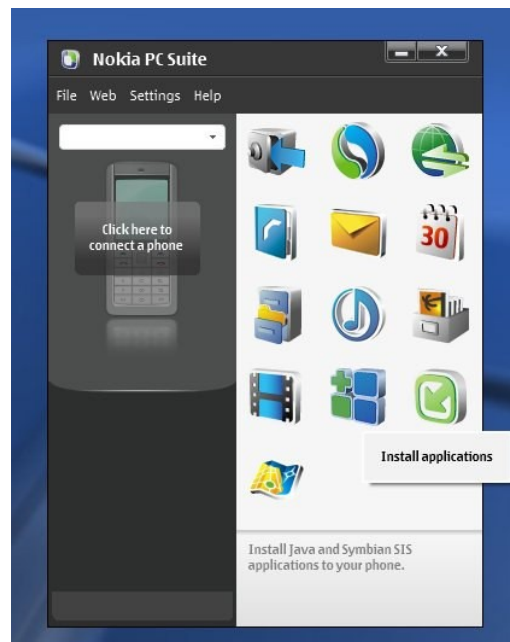 Nokia PC Suite
File Web Settings Help
Click here to
connect a phone
30
Install applications
Install Java and Symbian SIS
applications to your phone.